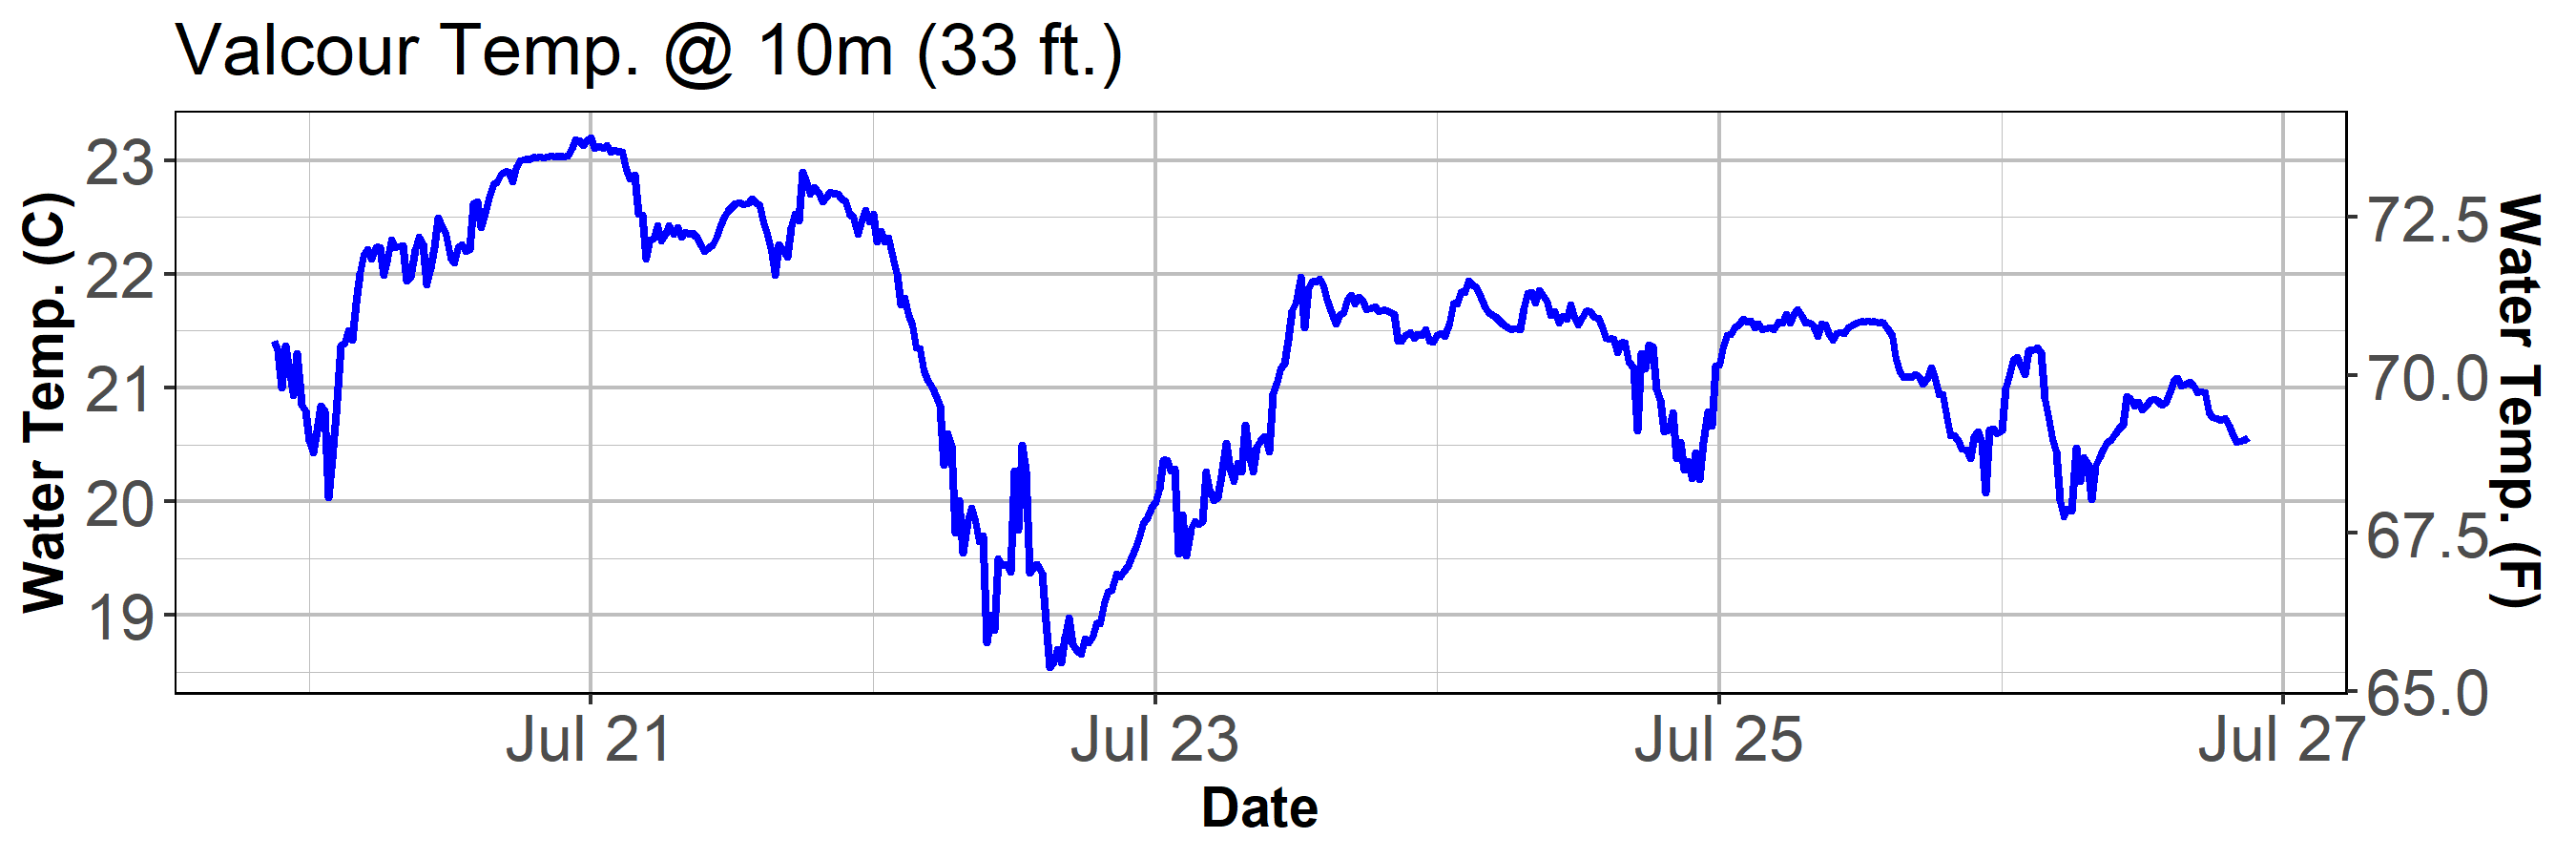 Valcour Temp. @ 10m (33 ft.)
Water Temp. (C)
23
22
21
20
19
72.5
70.0
67.5
65.0
Water Temp. (F)
Jul 21 Jul 23 Jul 25 Jul 27
Date